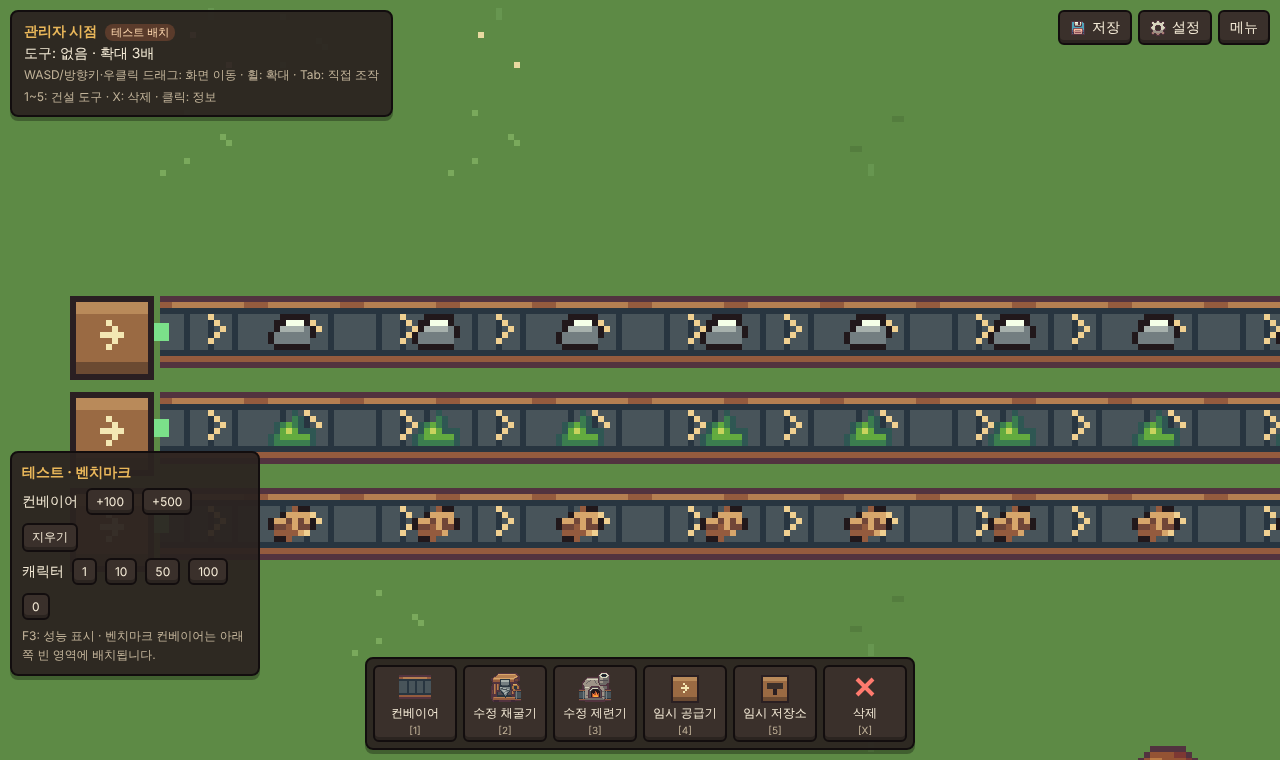 관리자 시점 테스트 배치
도구: 없음 · 확대 3배
WASD/방향키·우클릭 드래그: 화면 이동 · 휠: 확대 · Tab: 직접 조작
1~5: 건설 도구 · X: 삭제 · 클릭: 정보
저장 설정 메뉴
테스트 · 벤치마크
컨베이어 +100 +500
지우기
캐릭터 1 10 50 100
0
F3: 성능 표시 · 벤치마크 컨베이어는 아래
쪽 빈 영역에 배치됩니다.
컨베이어 수정 채굴기 수정 제련기 임시 공급기 임시 저장소 삭제
[1] [2] [3] [4] [5] [X]